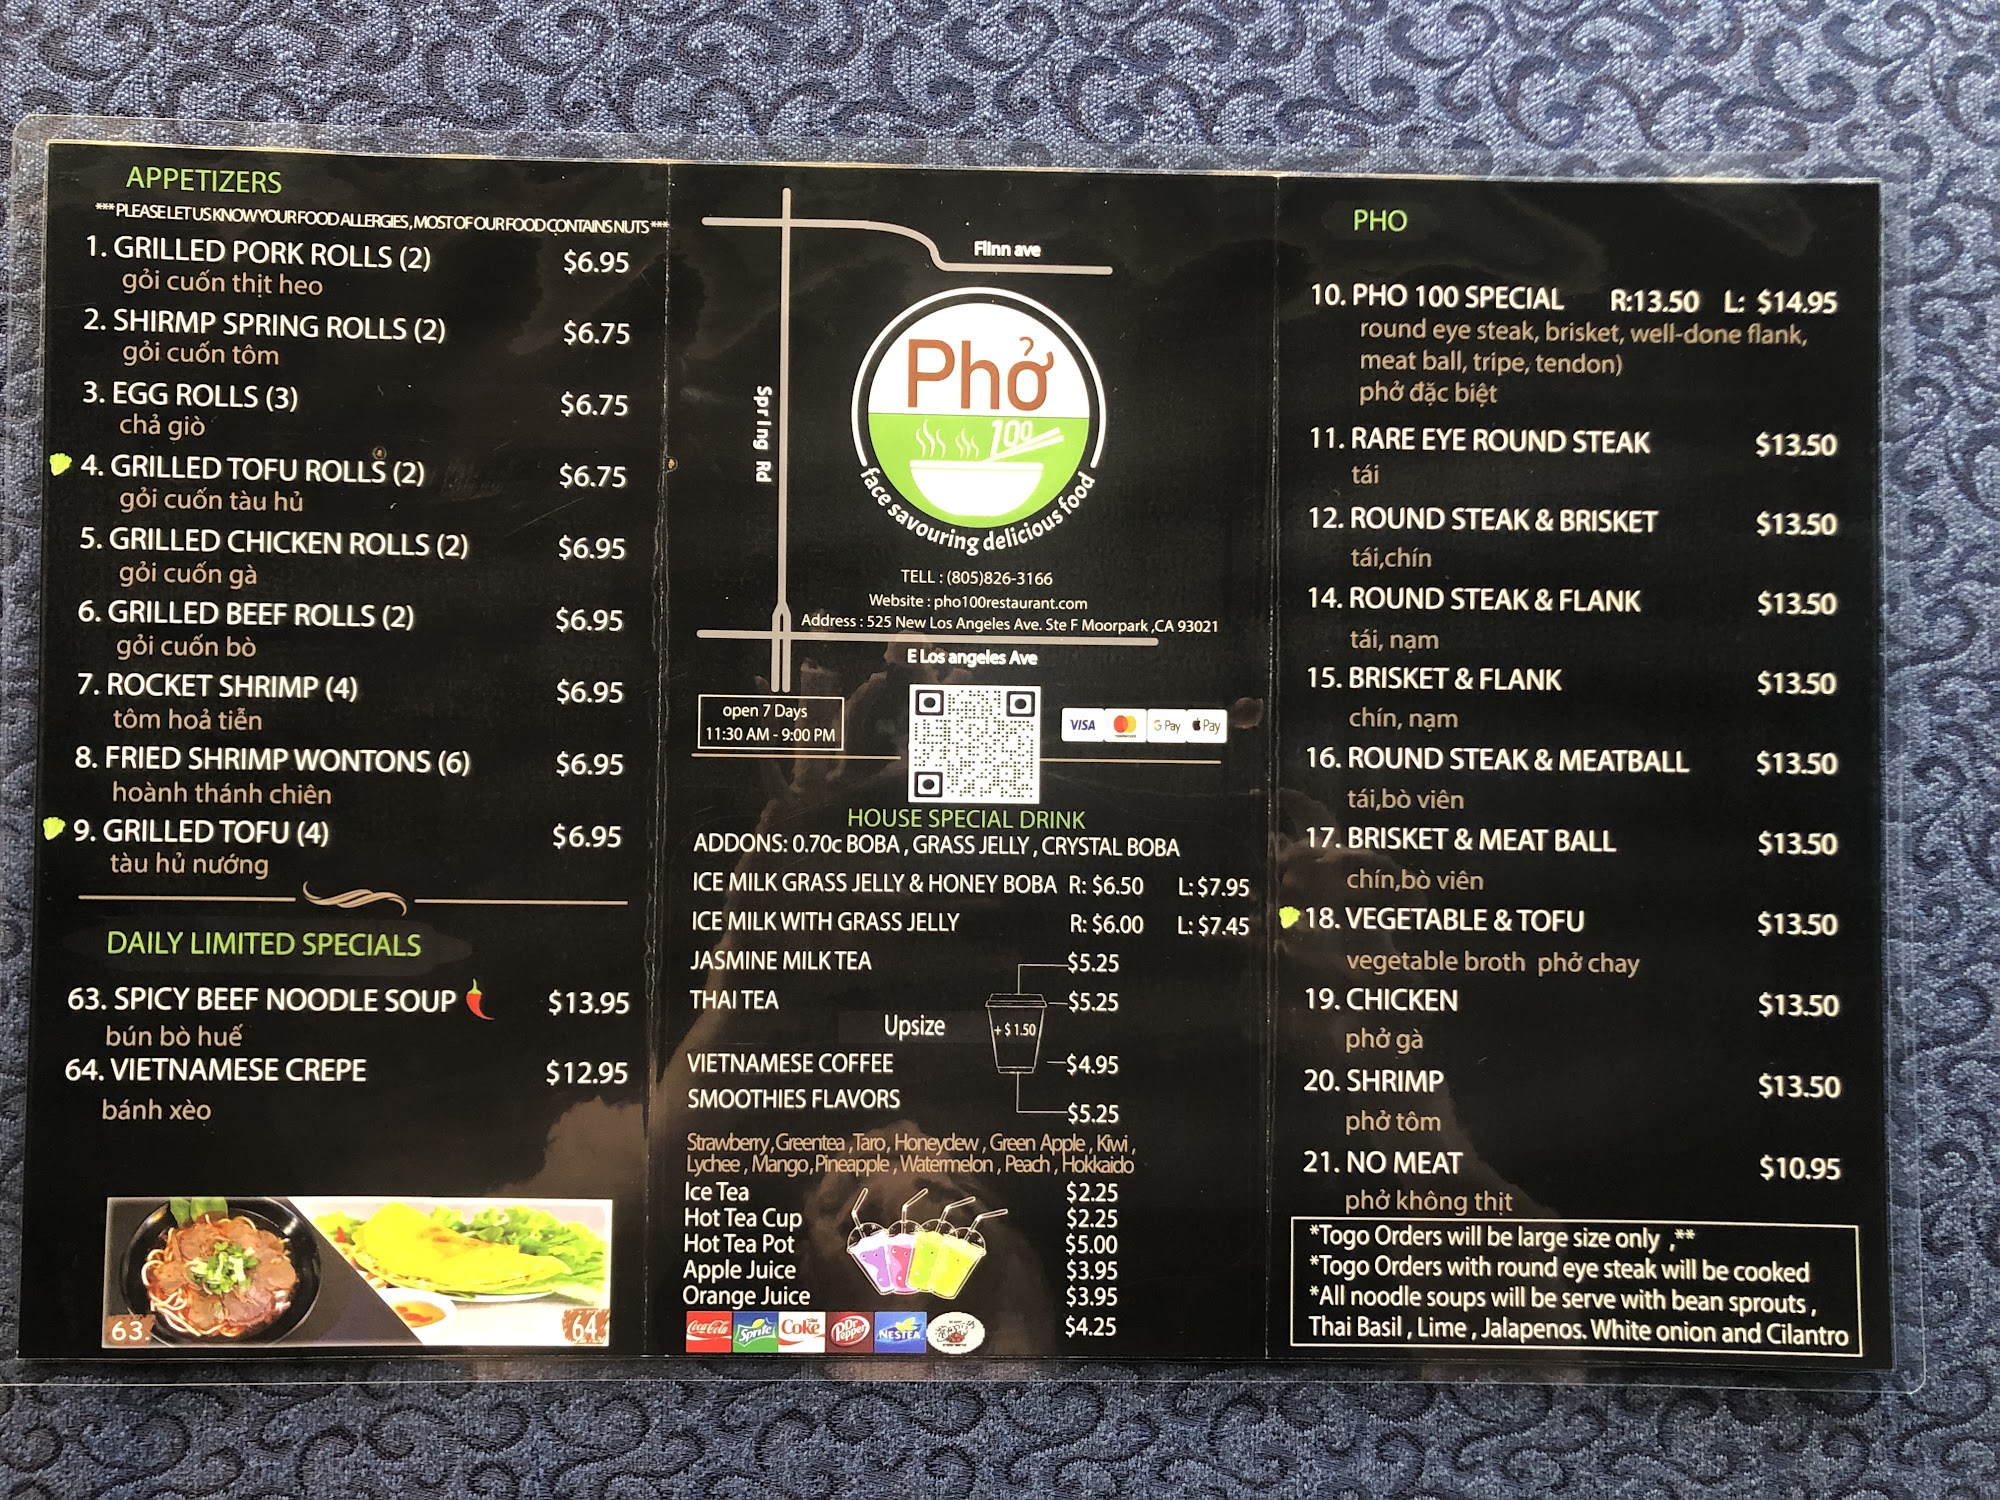 APPETIZERS
*** PLEASE LET US KNOW YOUR FOOD ALLERGIES, MOST OF OUR FOOD CONTAINS NUTS ***
1. GRILLED PORK ROLLS (2) $6.95
gỏi cuốn thịt heo
2. SHIRMP SPRING ROLLS (2) $6.75
gỏi cuốn tôm
3. EGG ROLLS (3) $6.75
chả giò
4. GRILLED TOFU ROLLS (2) $6.75
gỏi cuốn tàu hủ
5. GRILLED CHICKEN ROLLS (2) $6.95
gỏi cuốn gà
6. GRILLED BEEF ROLLS (2) $6.95
gỏi cuốn bò
7. ROCKET SHRIMP (4) $6.95
tôm hoả tiễn
8. FRIED SHRIMP WONTONS (6) $6.95
hoành thánh chiên
9. GRILLED TOFU (4) $6.95
tàu hủ nướng
DAILY LIMITED SPECIALS
63. SPICY BEEF NOODLE SOUP $13.95
bún bò huế
64. VIETNAMESE CREPE $12.95
bánh xèo
63.
64.
Flinn ave
Spring Rd
Phở
100
face savouring delicious food
TELL : (805)826-3166
Website : pho100restaurant.com
Address : 525 New Los Angeles Ave. Ste F Moorpark ,CA 93021
E Los angeles Ave
open 7 Days
11:30 AM - 9:00 PM
VISA mastercard G Pay Pay
HOUSE SPECIAL DRINK
ADDONS: 0.70c BOBA , GRASS JELLY , CRYSTAL BOBA
ICE MILK GRASS JELLY & HONEY BOBA R: $6.50 L: $7.95
ICE MILK WITH GRASS JELLY R: $6.00 L: $7.45
JASMINE MILK TEA $5.25
THAI TEA $5.25
Upsize + $ 1.50
VIETNAMESE COFFEE $4.95
SMOOTHIES FLAVORS $5.25
Strawberry, Greentea , Taro , Honeydew , Green Apple , Kiwi ,
Lychee , Mango, Pineapple , Watermelon , Peach , Hokkaido
Ice Tea $2.25
Hot Tea Cup $2.25
Hot Tea Pot $5.00
Apple Juice $3.95
Orange Juice $3.95
Coca-Cola Sprite Coke Dr Pepper NESTEA $4.25
PHO
10. PHO 100 SPECIAL R:13.50 L: $14.95
round eye steak, brisket, well-done flank,
meat ball, tripe, tendon)
phở đặc biệt
11. RARE EYE ROUND STEAK $13.50
tái
12. ROUND STEAK & BRISKET $13.50
tái,chín
14. ROUND STEAK & FLANK $13.50
tái, nạm
15. BRISKET & FLANK $13.50
chín, nạm
16. ROUND STEAK & MEATBALL $13.50
tái,bò viên
17. BRISKET & MEAT BALL $13.50
chín,bò viên
18. VEGETABLE & TOFU $13.50
vegetable broth phở chay
19. CHICKEN $13.50
phở gà
20. SHRIMP $13.50
phở tôm
21. NO MEAT $10.95
phở không thịt
*Togo Orders will be large size only ,**
*Togo Orders with round eye steak will be cooked
*All noodle soups will be serve with bean sprouts ,
Thai Basil , Lime , Jalapenos. White onion and Cilantro